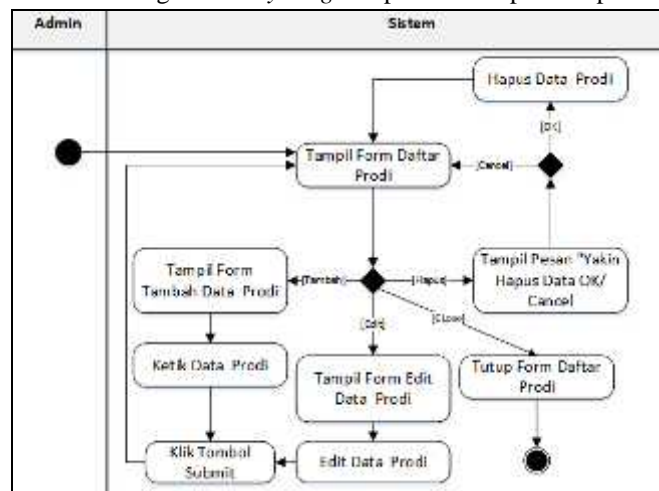 Admin
Sistem
Hapus Data Prodi
[OK]
Tampil Form Daftar
Prodi
[Cancel]
Tampil Form
Tambah Data Prodi
[Tambah]
[Hapus]
Tampil Pesan "Yakin
Hapus Data OK/
Cancel
[Edit]
[CLose]
Ketik Data Prodi
Tampil Form Edit
Data Prodi
Tutup Form Daftar
Prodi
Klik Tombol
Submit
Edit Data Prodi